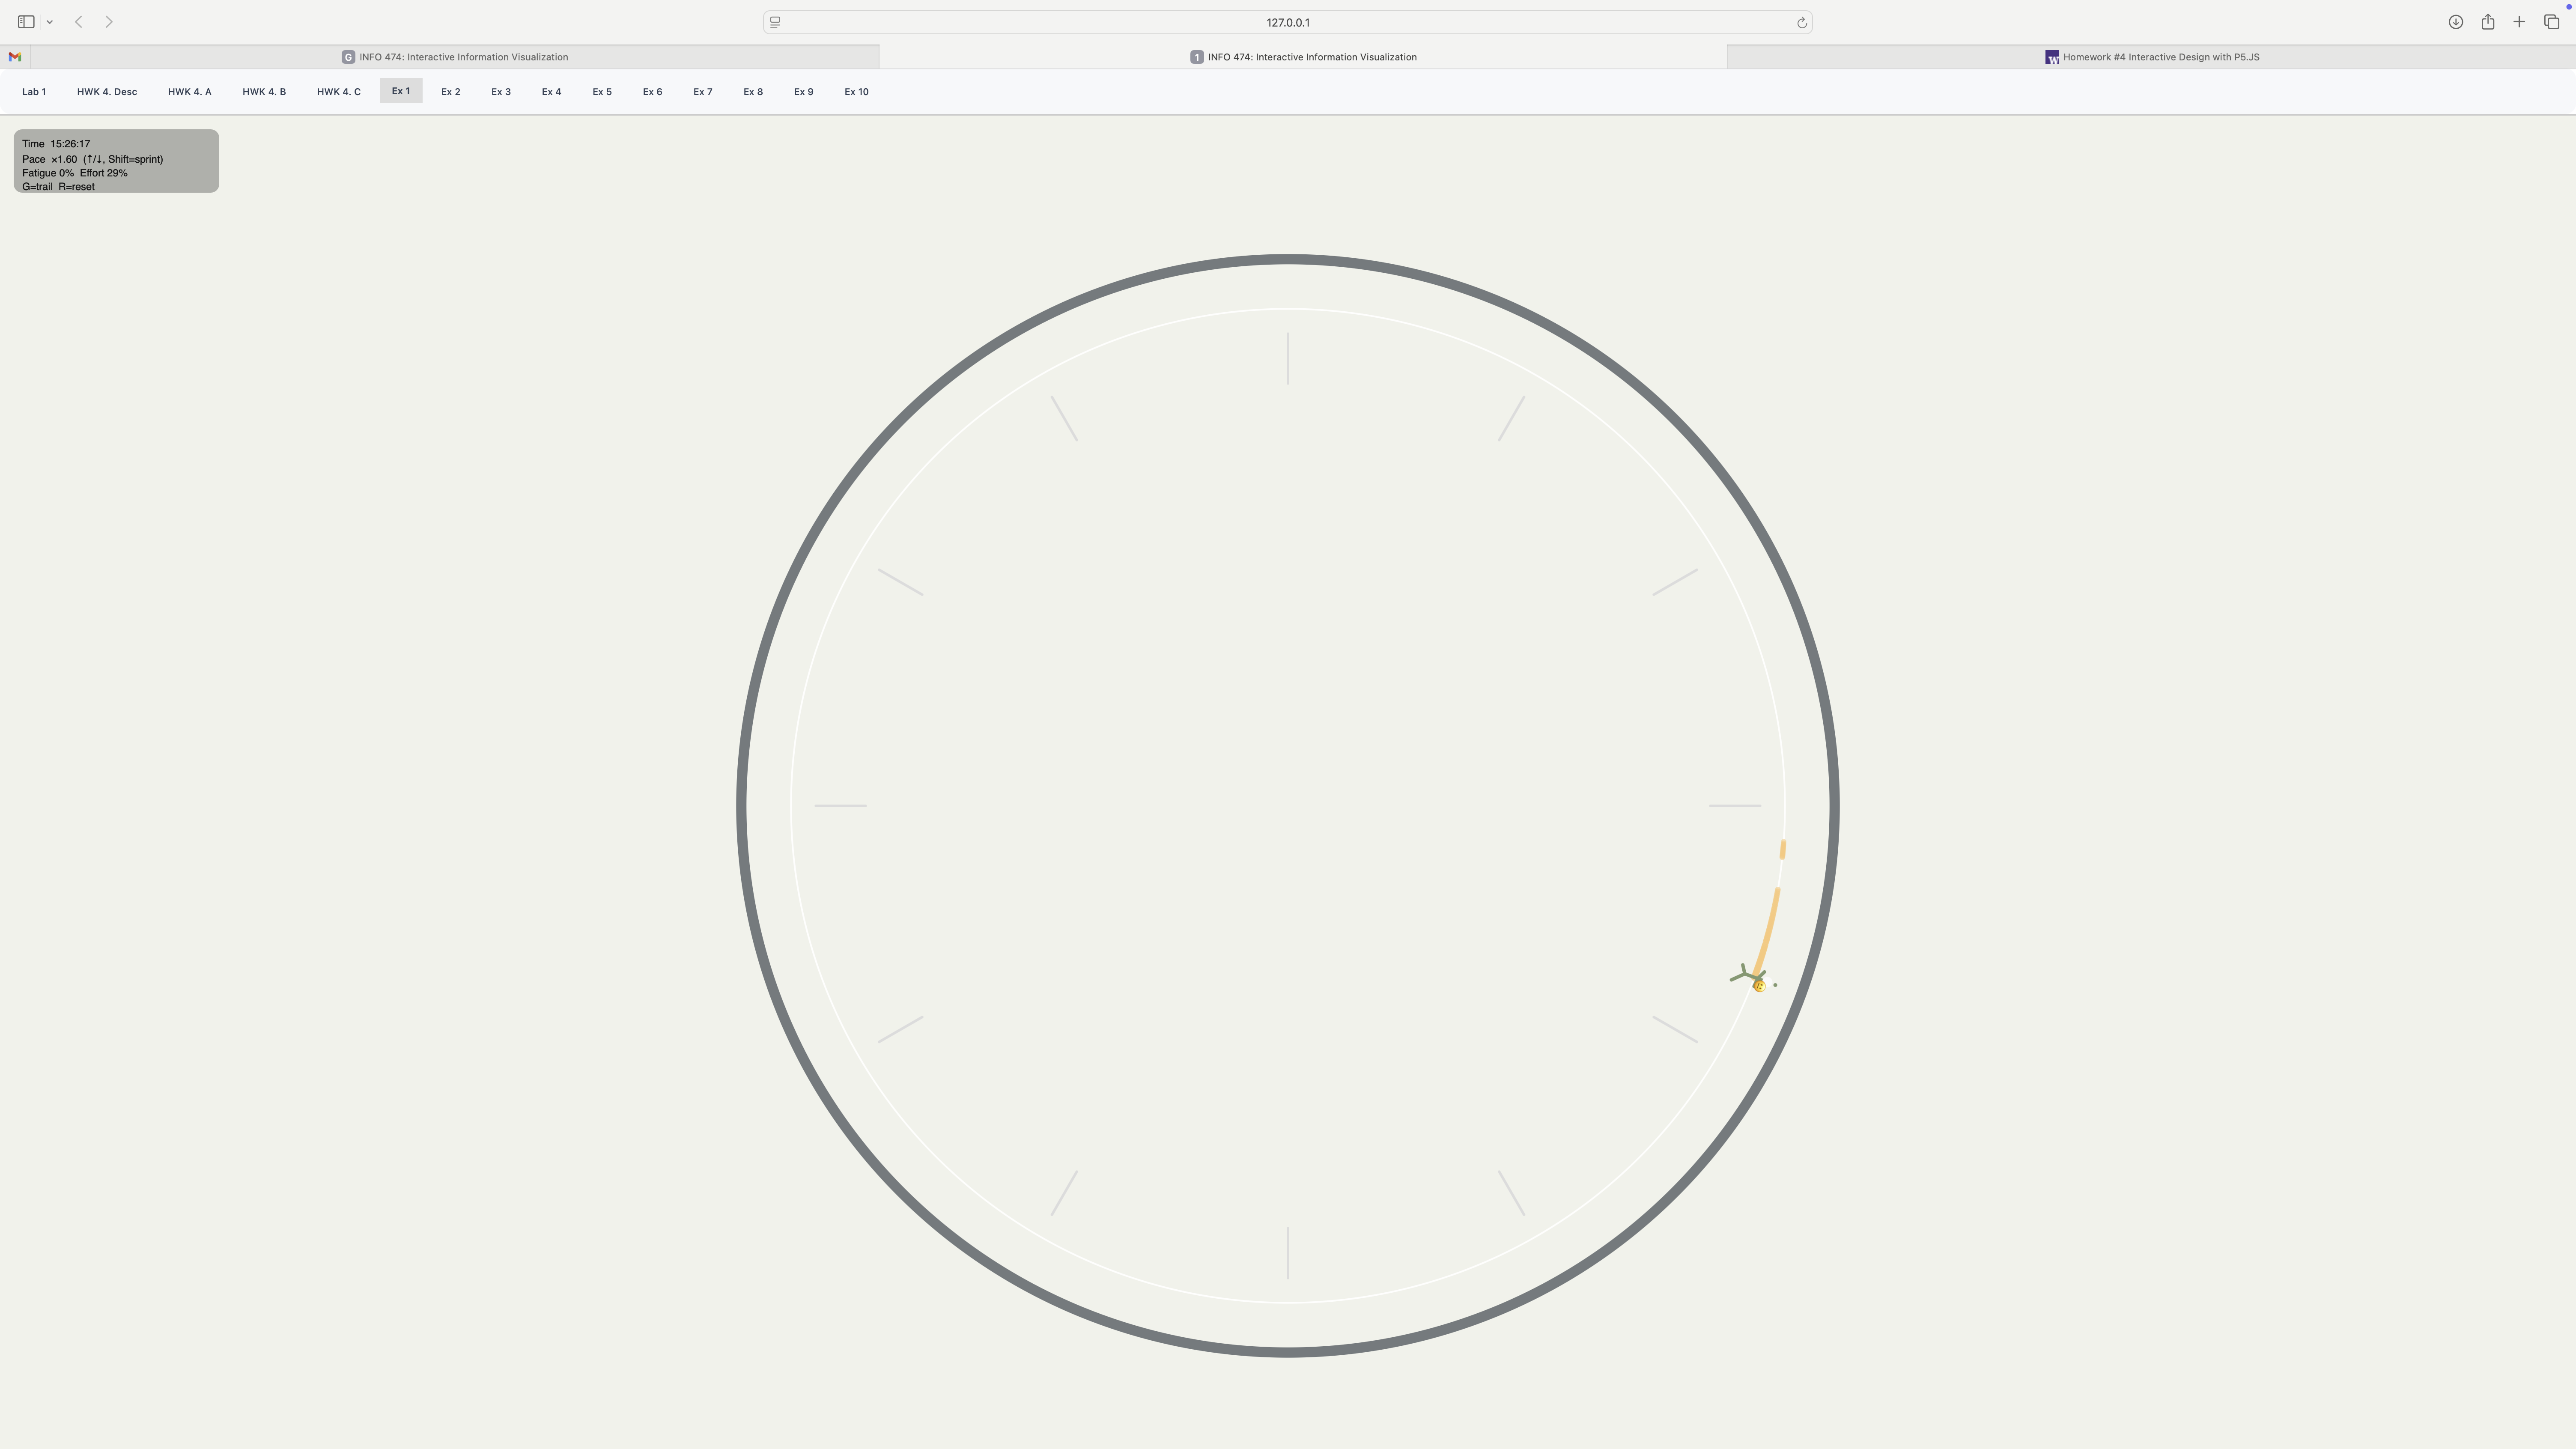 127.0.0.1
G INFO 474: Interactive Information Visualization
1 INFO 474: Interactive Information Visualization
W Homework #4 Interactive Design with P5.JS
Lab 1 HWK 4. Desc HWK 4. A HWK 4. B HWK 4. C Ex 1 Ex 2 Ex 3 Ex 4 Ex 5 Ex 6 Ex 7 Ex 8 Ex 9 Ex 10
Time 15:26:17
Pace ×1.60 (↑/↓, Shift=sprint)
Fatigue 0% Effort 29%
G=trail R=reset